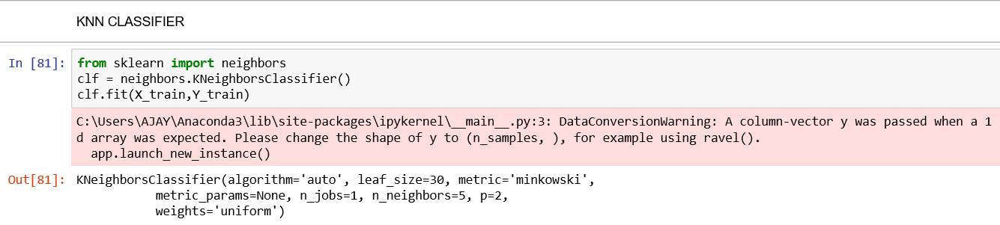 KNN CLASSIFIER
In [81]: from sklearn import neighbors
clf = neighbors.KNeighborsClassifier()
clf.fit(X_train,Y_train)
C:\Users\AJAY\Anaconda3\lib\site-packages\ipykernel\__main__.py:3: DataConversionWarning: A column-vector y was passed when a 1
d array was expected. Please change the shape of y to (n_samples, ), for example using ravel().
  app.launch_new_instance()
Out[81]: KNeighborsClassifier(algorithm='auto', leaf_size=30, metric='minkowski',
           metric_params=None, n_jobs=1, n_neighbors=5, p=2,
           weights='uniform')